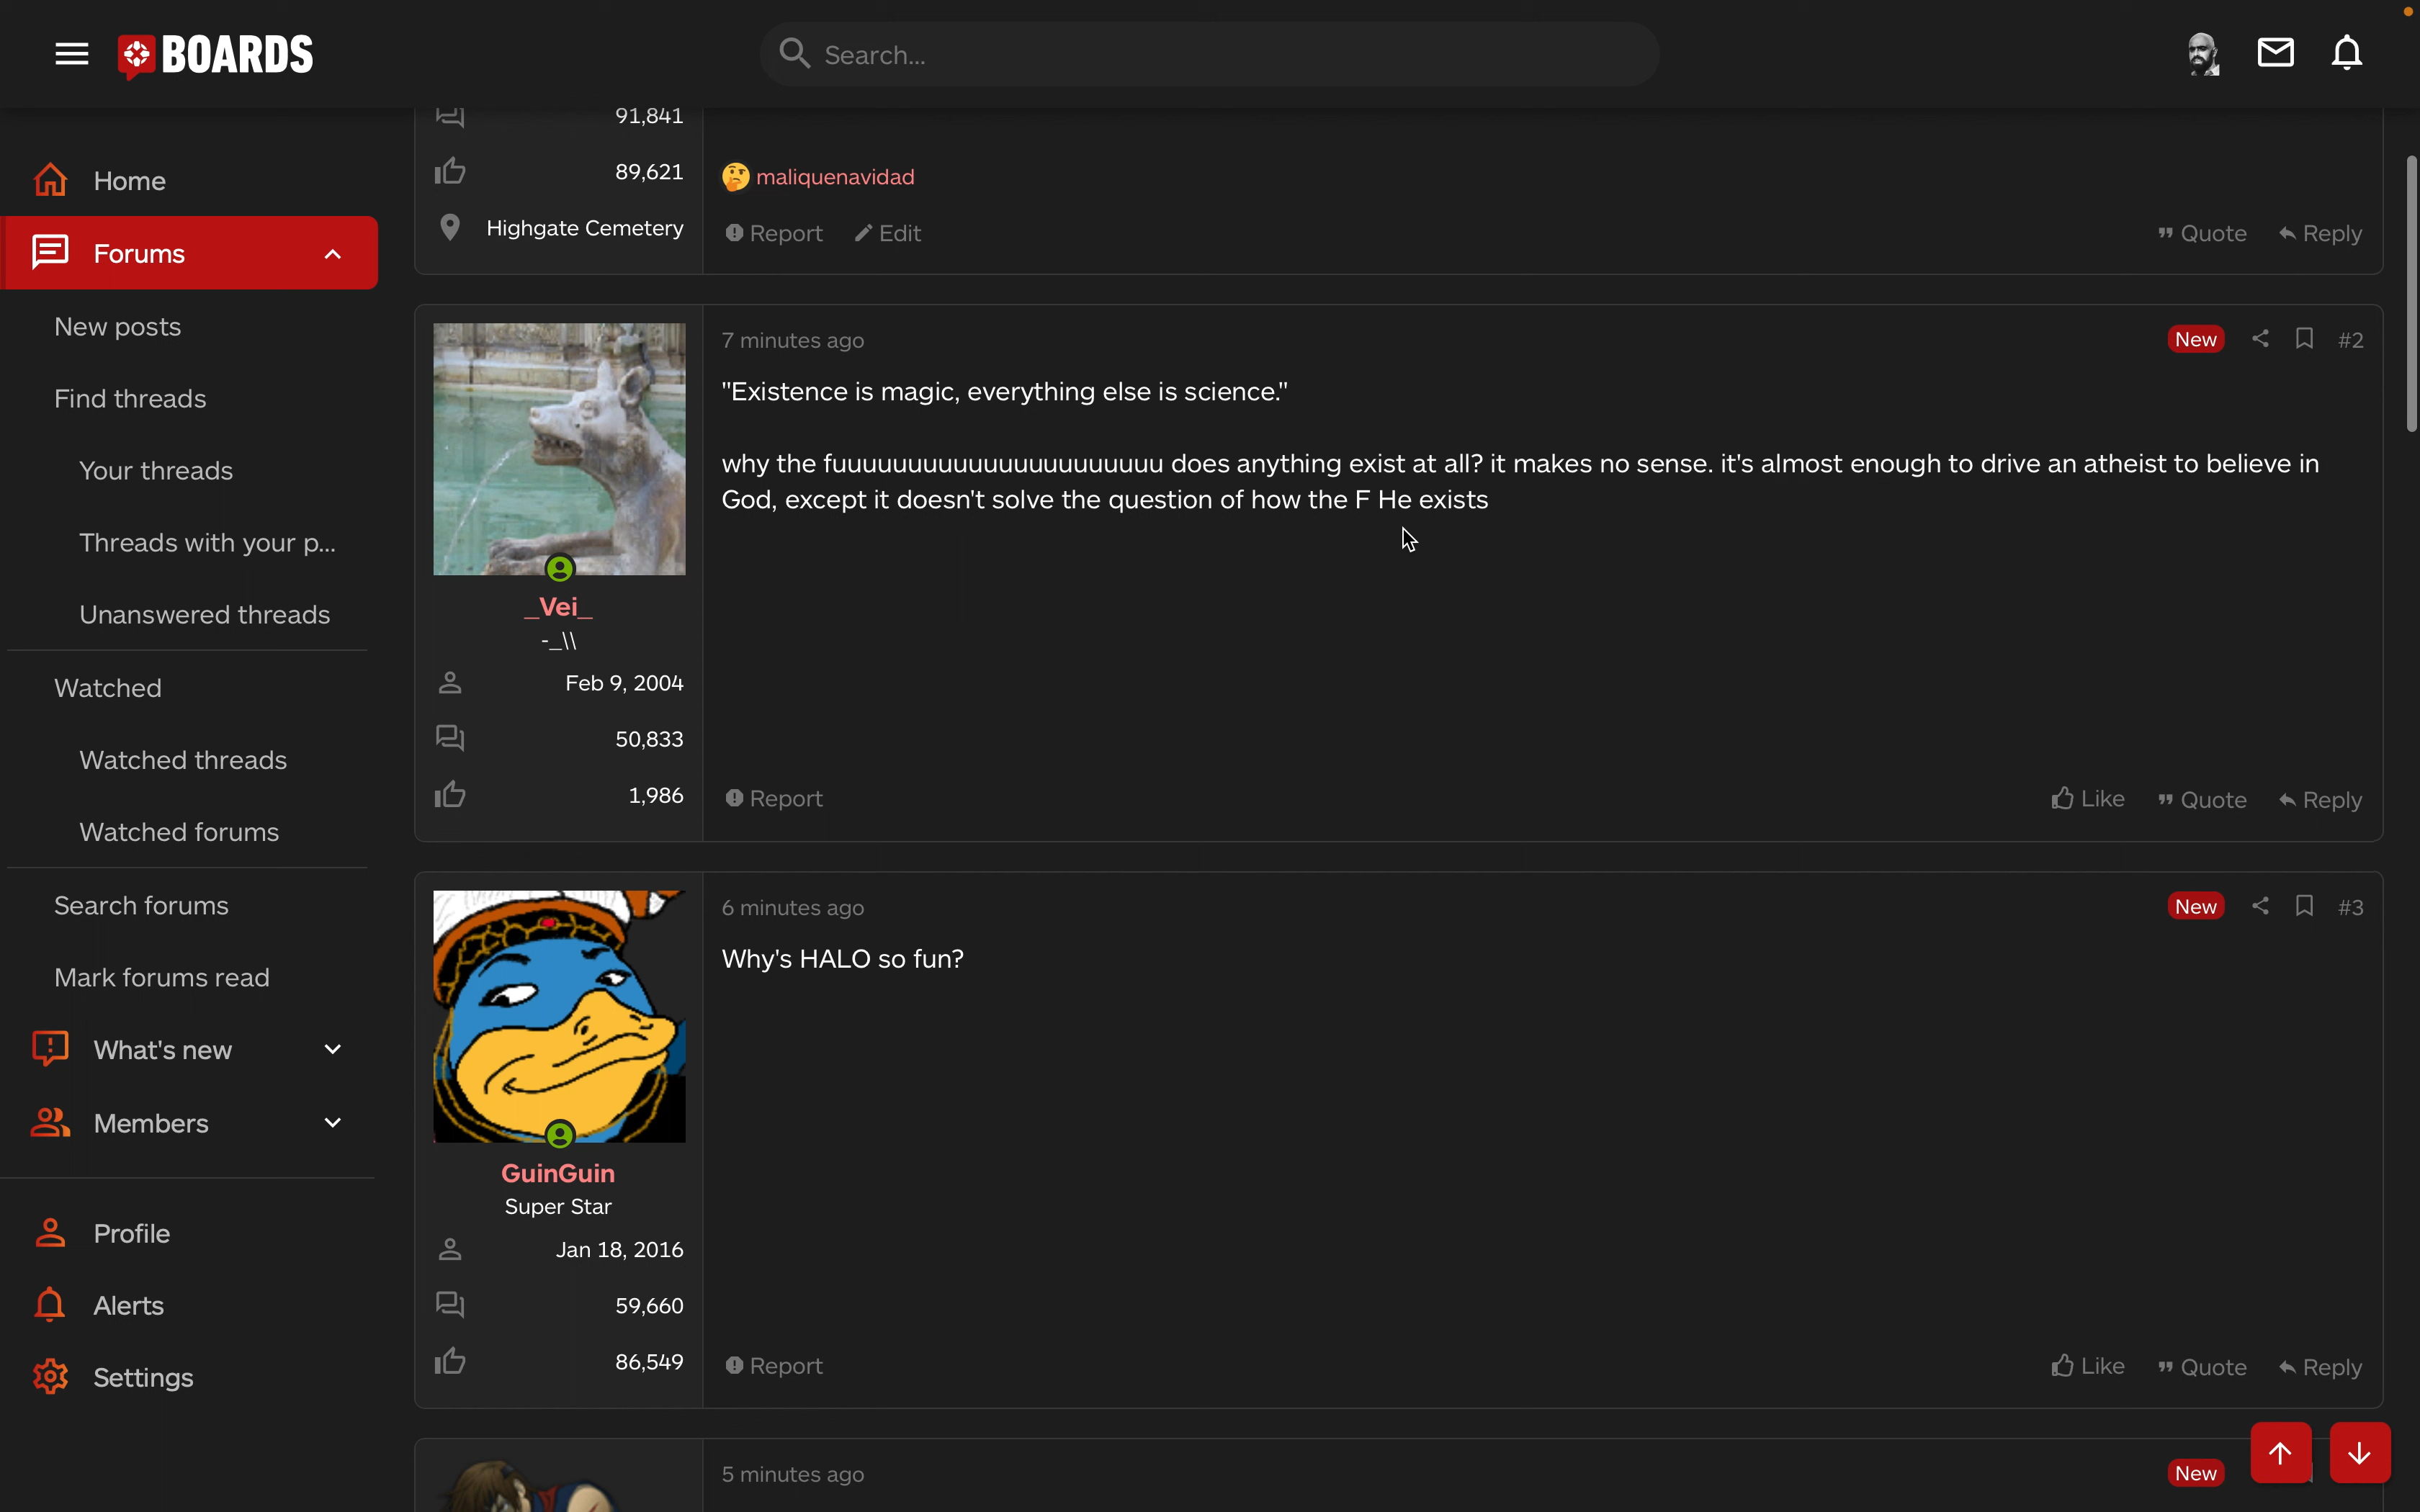 BOARDS
Search...
Home
Forums
New posts
Find threads
Your threads
Threads with your p...
Unanswered threads
Watched
Watched threads
Watched forums
Search forums
Mark forums read
What's new
Members
Profile
Alerts
Settings
91,841
89,621
Highgate Cemetery
maliquenavidad
Report Edit
Quote Reply
_Vei_
-_\\
Feb 9, 2004
50,833
1,986
7 minutes ago
New #2
"Existence is magic, everything else is science."
why the fuuuuuuuuuuuuuuuuuuuuuu does anything exist at all? it makes no sense. it's almost enough to drive an atheist to believe in
God, except it doesn't solve the question of how the F He exists
Report
Like Quote Reply
GuinGuin
Super Star
Jan 18, 2016
59,660
86,549
6 minutes ago
New #3
Why's HALO so fun?
Report
Like Quote Reply
5 minutes ago
New